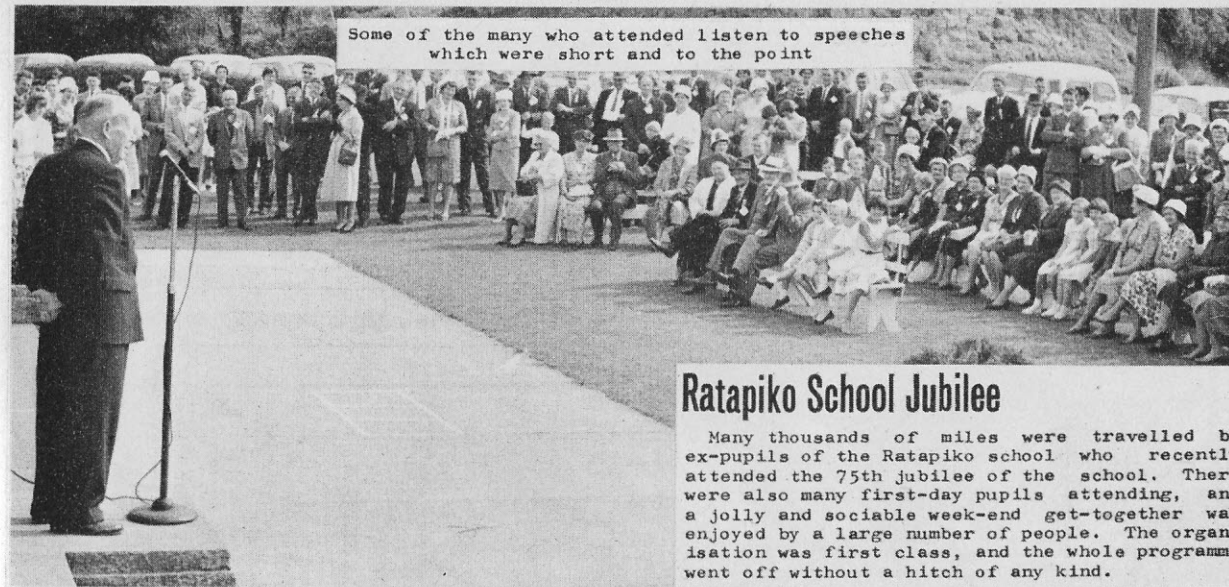 Some of the many who attended listen to speeches
which were short and to the point
Ratapiko School Jubilee
Many thousands of miles were travelled b
ex-pupils of the Ratapiko school who recentl
attended the 75th jubilee of the school. Ther
were also many first-day pupils attending, an
a jolly and sociable week-end get-together wa
enjoyed by a large number of people. The organ
isation was first class, and the whole programm
went off without a hitch of any kind.